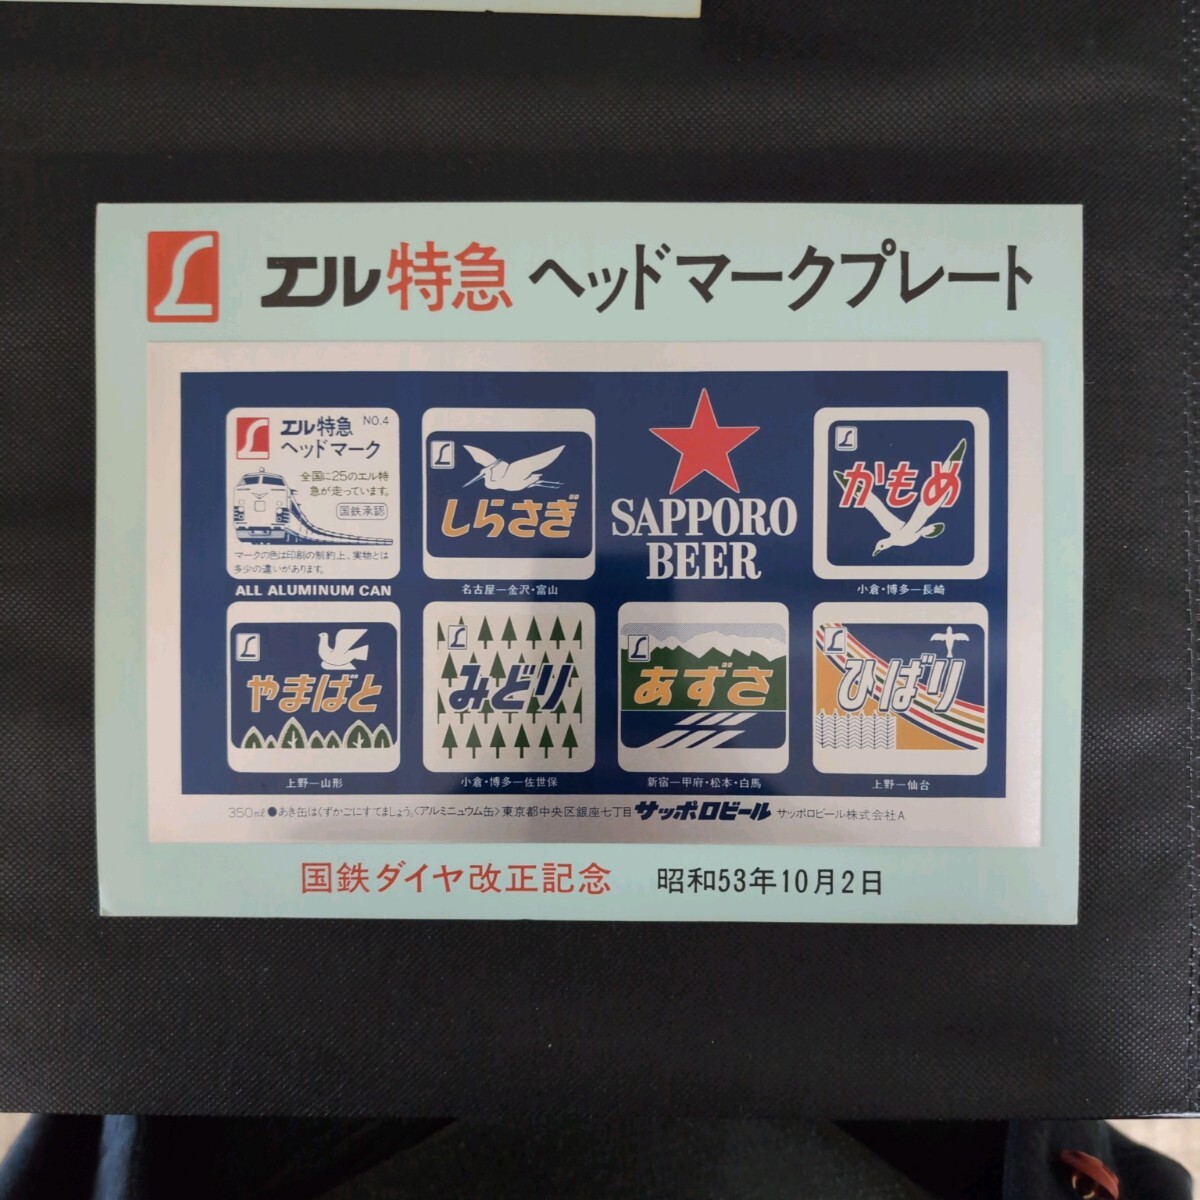 L エル特急 ヘッドマークプレート
エル特急 NO.4
ヘッドマーク
全国に25のエル特
急が走っています。
国鉄承認
マークの色は印刷の制約上、実物とは
多少の違いがあります。
ALL ALUMINUM CAN
L
しらさぎ
名古屋—金沢・富山
SAPPORO
BEER
L
かもめ
小倉・博多—長崎
L
やまばと
上野—山形
L
みどり
小倉・博多—佐世保
L
あずさ
新宿—甲府・松本・白馬
L
ひばり
上野—仙台
350mℓ●あき缶はくずかごにすてましょう。〈アルミニュウム缶〉東京都中央区銀座七丁目 サッポロビール サッポロビール株式会社A
国鉄ダイヤ改正記念 昭和53年10月2日